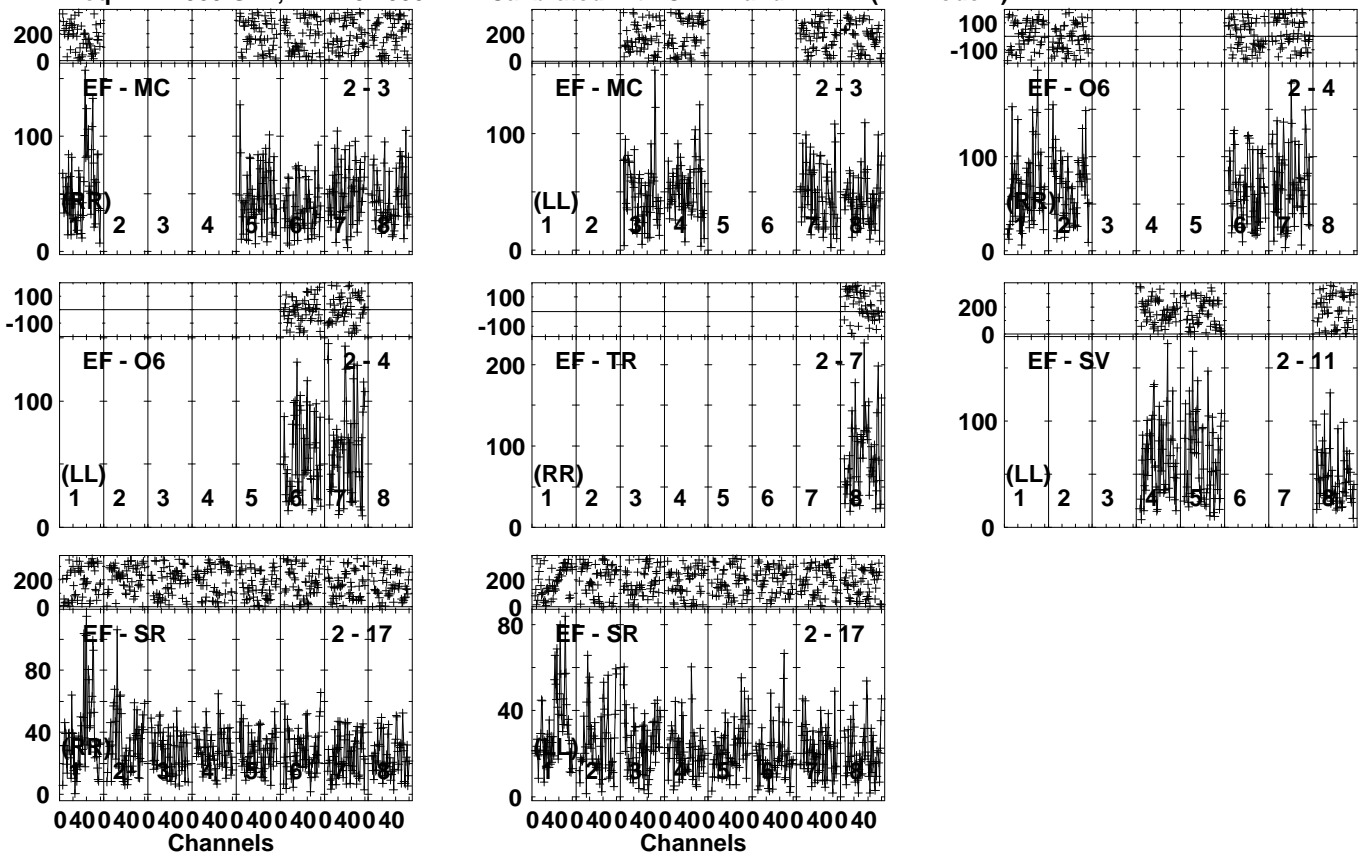 200 200 100
0 0 -100
EF - MC 2 - 3 EF - MC 2 - 3 EF - O6 2 - 4
100 100 100
(RR) (LL) (RR)
1 2 3 4 5 6 7 8 1 2 3 4 5 6 7 8 1 2 3 4 5 6 7 8
0 0 0
100 100 200
-100 -100 0
EF - O6 2 - 4 EF - TR 2 - 7 EF - SV 2 - 11
200
100 100 100
(LL) (RR) (LL)
1 2 3 4 5 6 7 8 1 2 3 4 5 6 7 8 1 2 3 4 5 6 7 8
0 0 0
200 200
0 0
EF - SR 2 - 17 EF - SR 2 - 17
80 80
40 40
(RR) (LL)
1 2 3 4 5 6 7 8 1 2 3 4 5 6 7 8
0 0
0 40 0 40 0 40 0 40 0 40 0 40 0 40 0 40 0 40 0 40 0 40 0 40 0 40 0 40 0 40 0 40
Channels Channels